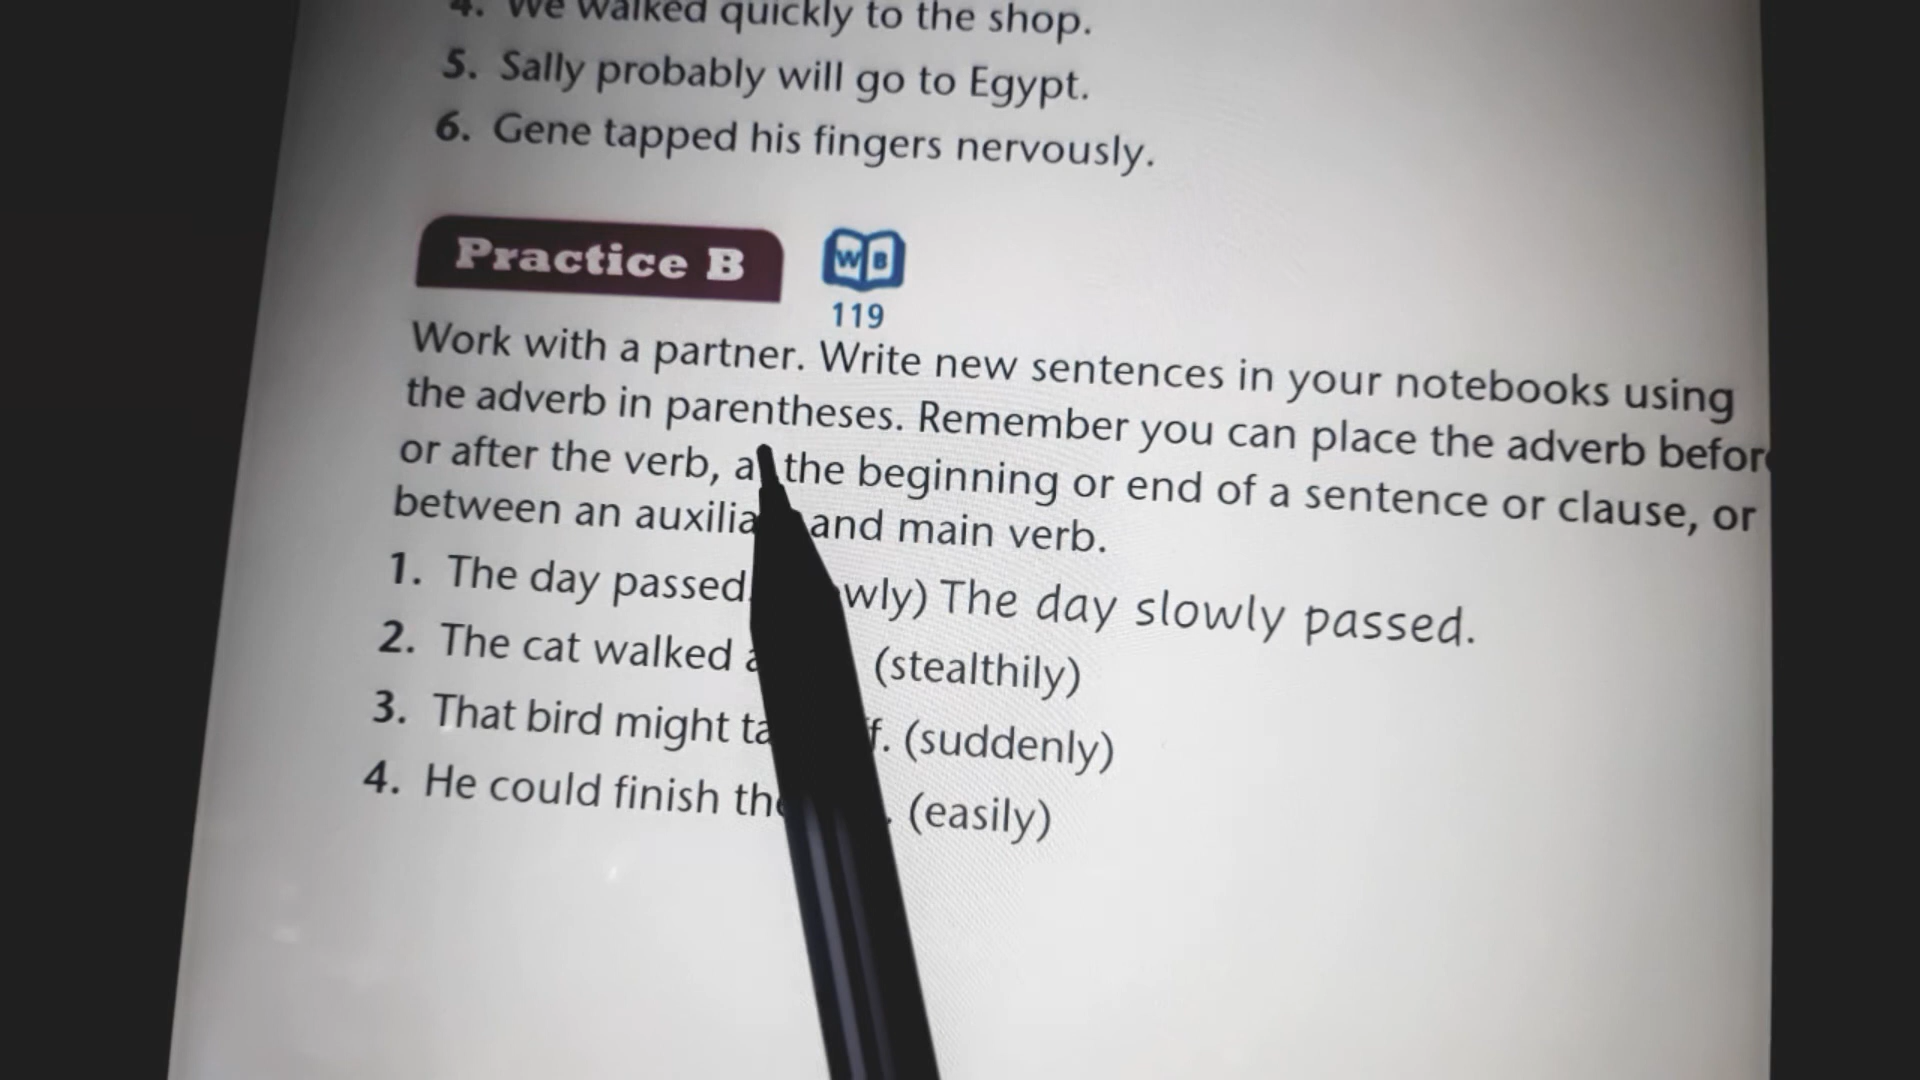 4. We walked quickly to the shop.
5. Sally probably will go to Egypt.
6. Gene tapped his fingers nervously.
Practice B
WB
119
Work with a partner. Write new sentences in your notebooks using
the adverb in parentheses. Remember you can place the adverb before
or after the verb, a the beginning or end of a sentence or clause, or
between an auxilia and main verb.
1. The day passed. wly) The day slowly passed.
2. The cat walked (stealthily)
3. That bird might (suddenly)
4. He could finish (easily)